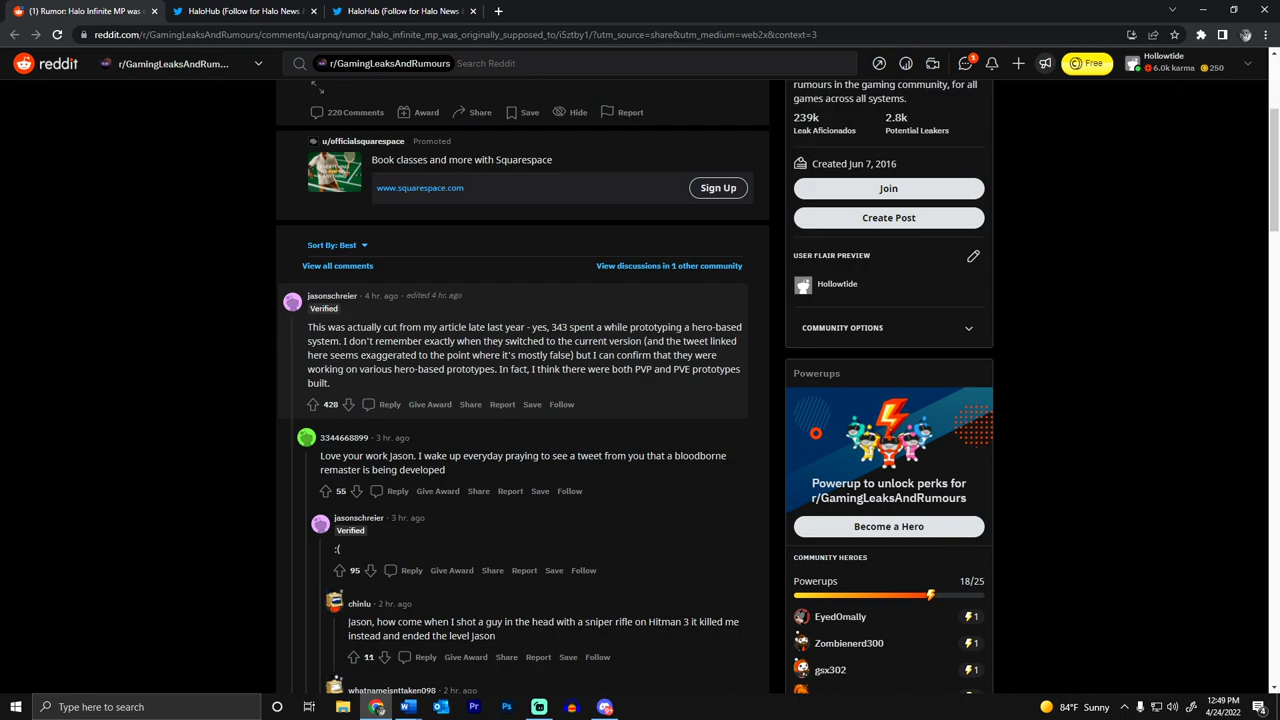 (1) Rumor: Halo Infinite MP was o
HaloHub (Follow for Halo News &
HaloHub (Follow for Halo News &
reddit.com/r/GamingLeaksAndRumours/comments/uarpnq/rumor_halo_infinite_mp_was_originally_supposed_to/i5ztby1/?utm_source=share&utm_medium=web2x&context=3
reddit
r/GamingLeaksAndRum...
r/GamingLeaksAndRumours
Search Reddit
1
Free
Hollowtide
6.0k karma
250
220 Comments
Award
Share
Save
Hide
Report
u/officialsquarespace Promoted
Book classes and more with Squarespace
www.squarespace.com
Sign Up
Sort By: Best
View all comments
View discussions in 1 other community
jasonschreier · 4 hr. ago · edited 4 hr. ago
Verified
This was actually cut from my article late last year - yes, 343 spent a while prototyping a hero-based
system. I don't remember exactly when they switched to the current version (and the tweet linked
here seems exaggerated to the point where it's mostly false) but I can confirm that they were
working on various hero-based prototypes. In fact, I think there were both PVP and PVE prototypes
built.
428 Reply Give Award Share Report Save Follow
3344668899 · 3 hr. ago
Love your work Jason. I wake up everyday praying to see a tweet from you that a bloodborne
remaster is being developed
55 Reply Give Award Share Report Save Follow
jasonschreier · 3 hr. ago
Verified
:(
95 Reply Give Award Share Report Save Follow
chinlu · 2 hr. ago
Jason, how come when I shot a guy in the head with a sniper rifle on Hitman 3 it killed me
instead and ended the level Jason
11 Reply Give Award Share Report Save Follow
whatnameisnttaken098 · 2 hr. ago
rumours in the gaming community, for all
games across all systems.
239k
2.8k
Leak Aficionados
Potential Leakers
Created Jun 7, 2016
Join
Create Post
USER FLAIR PREVIEW
Hollowtide
COMMUNITY OPTIONS
Powerups
Powerup to unlock perks for
r/GamingLeaksAndRumours
Become a Hero
COMMUNITY HEROES
Powerups
18/25
EyedOmally
1
Zombienerd300
1
gsx302
1
Type here to search
84°F Sunny
12:49 PM
4/24/2022